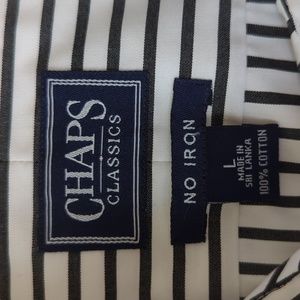 CHAPS
CLASSICS
NO IRON
L
MADE IN
SRI LANKA
100% COTTON